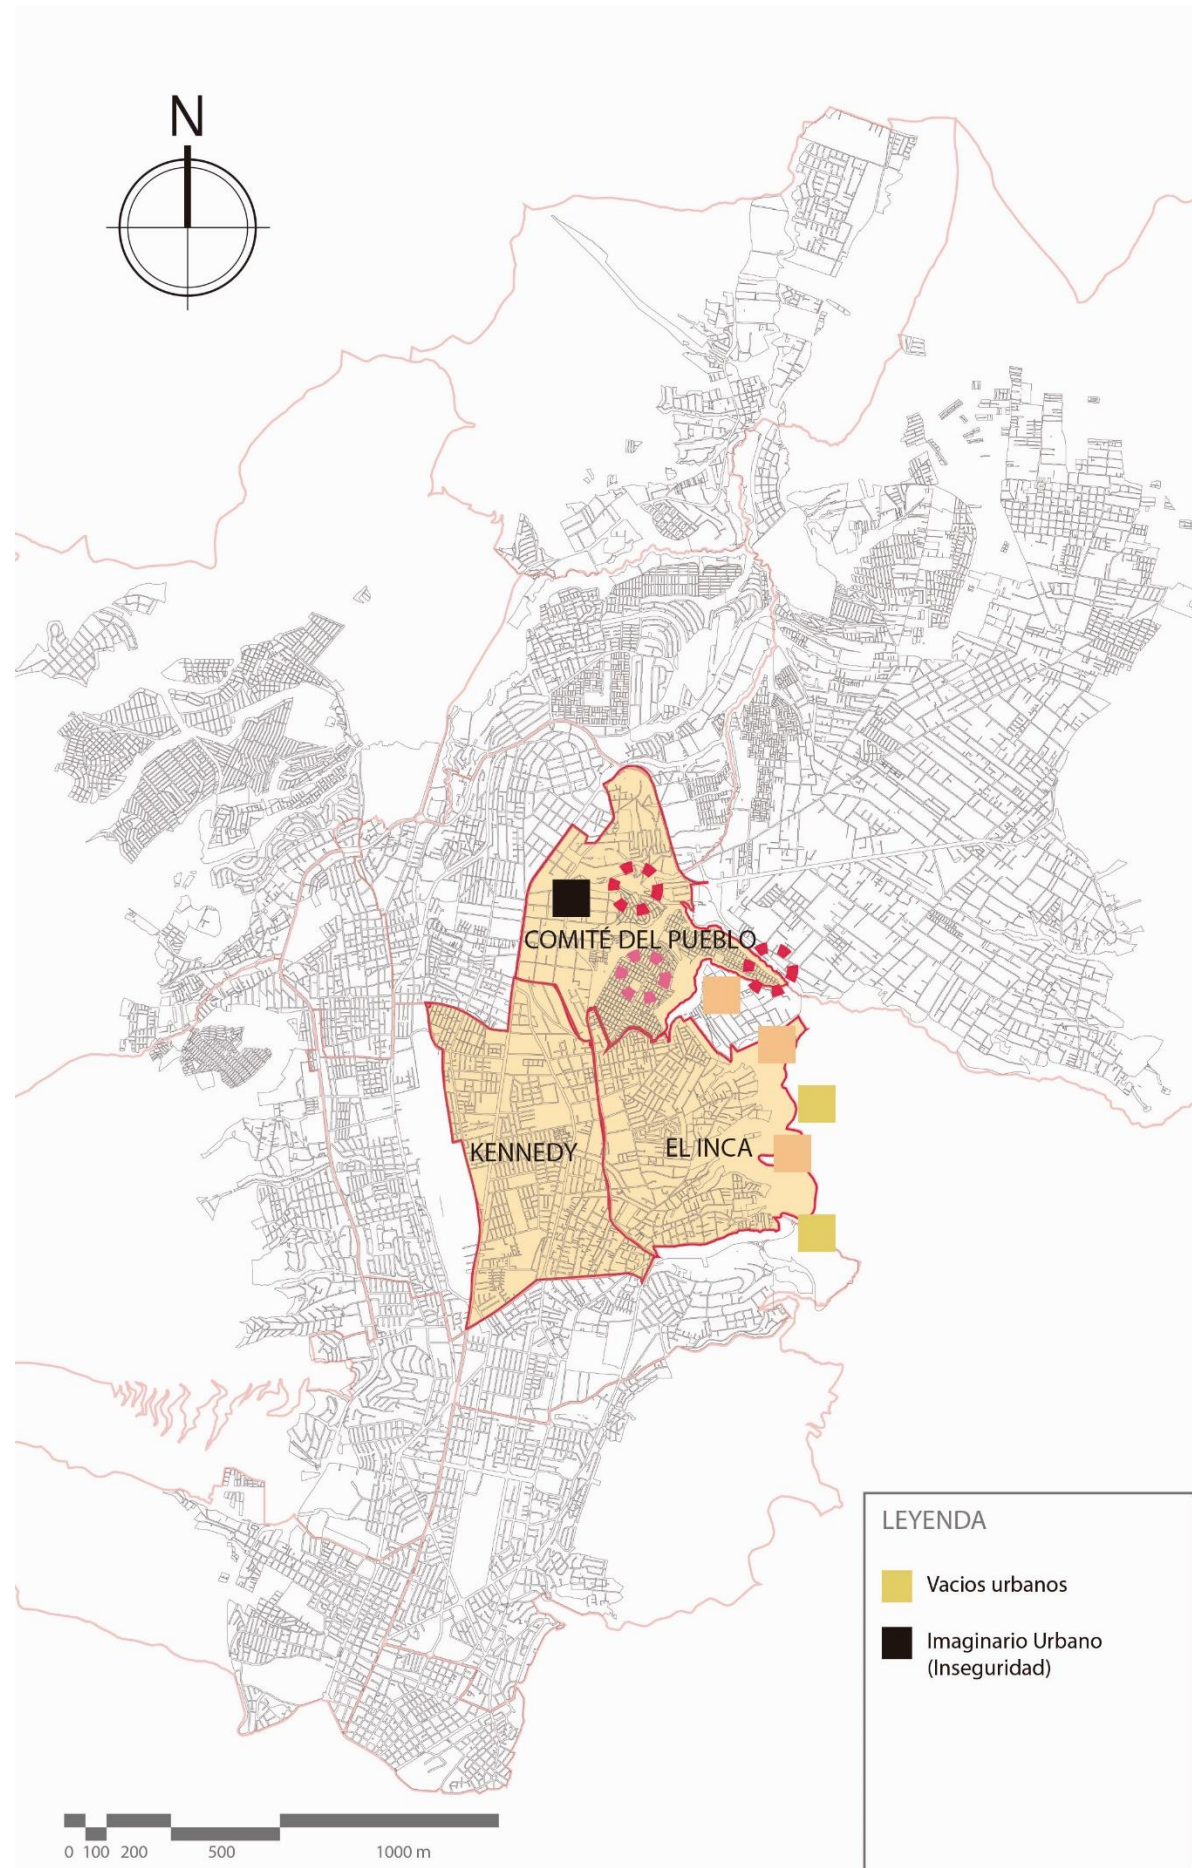 N
COMITÉ DEL PUEBLO
KENNEDY
EL INCA
LEYENDA
Vacios urbanos
Imaginario Urbano
(Inseguridad)
0 100 200 500 1000 m